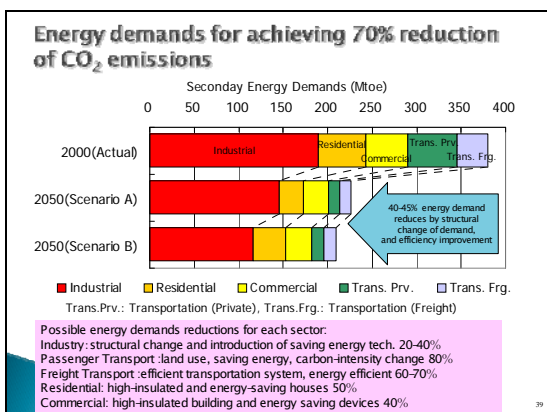 Energy demands for achieving 70% reduction
of CO₂ emissions
Seconday Energy Demands (Mtoe)
0 50 100 150 200 250 300 350 400
2000(Actual)
Industrial
Residential
Commercial
Trans. Prv.
Trans. Frg.
2050(Scenario A)
2050(Scenario B)
40-45% energy demand
reduces by structural
change of demand,
and efficiency improvement
Industrial Residential Commercial Trans. Prv. Trans. Frg.
Trans.Prv.: Transportation (Private), Trans.Frg.: Transportation (Freight)
Possible energy demands reductions for each sector:
Industry: structural change and introduction of saving energy tech. 20-40%
Passenger Transport :land use, saving energy, carbon-intensity change 80%
Freight Transport :efficient transportation system, energy efficient 60-70%
Residential: high-insulated and energy-saving houses 50%
Commercial: high-insulated building and energy saving devices 40%
39